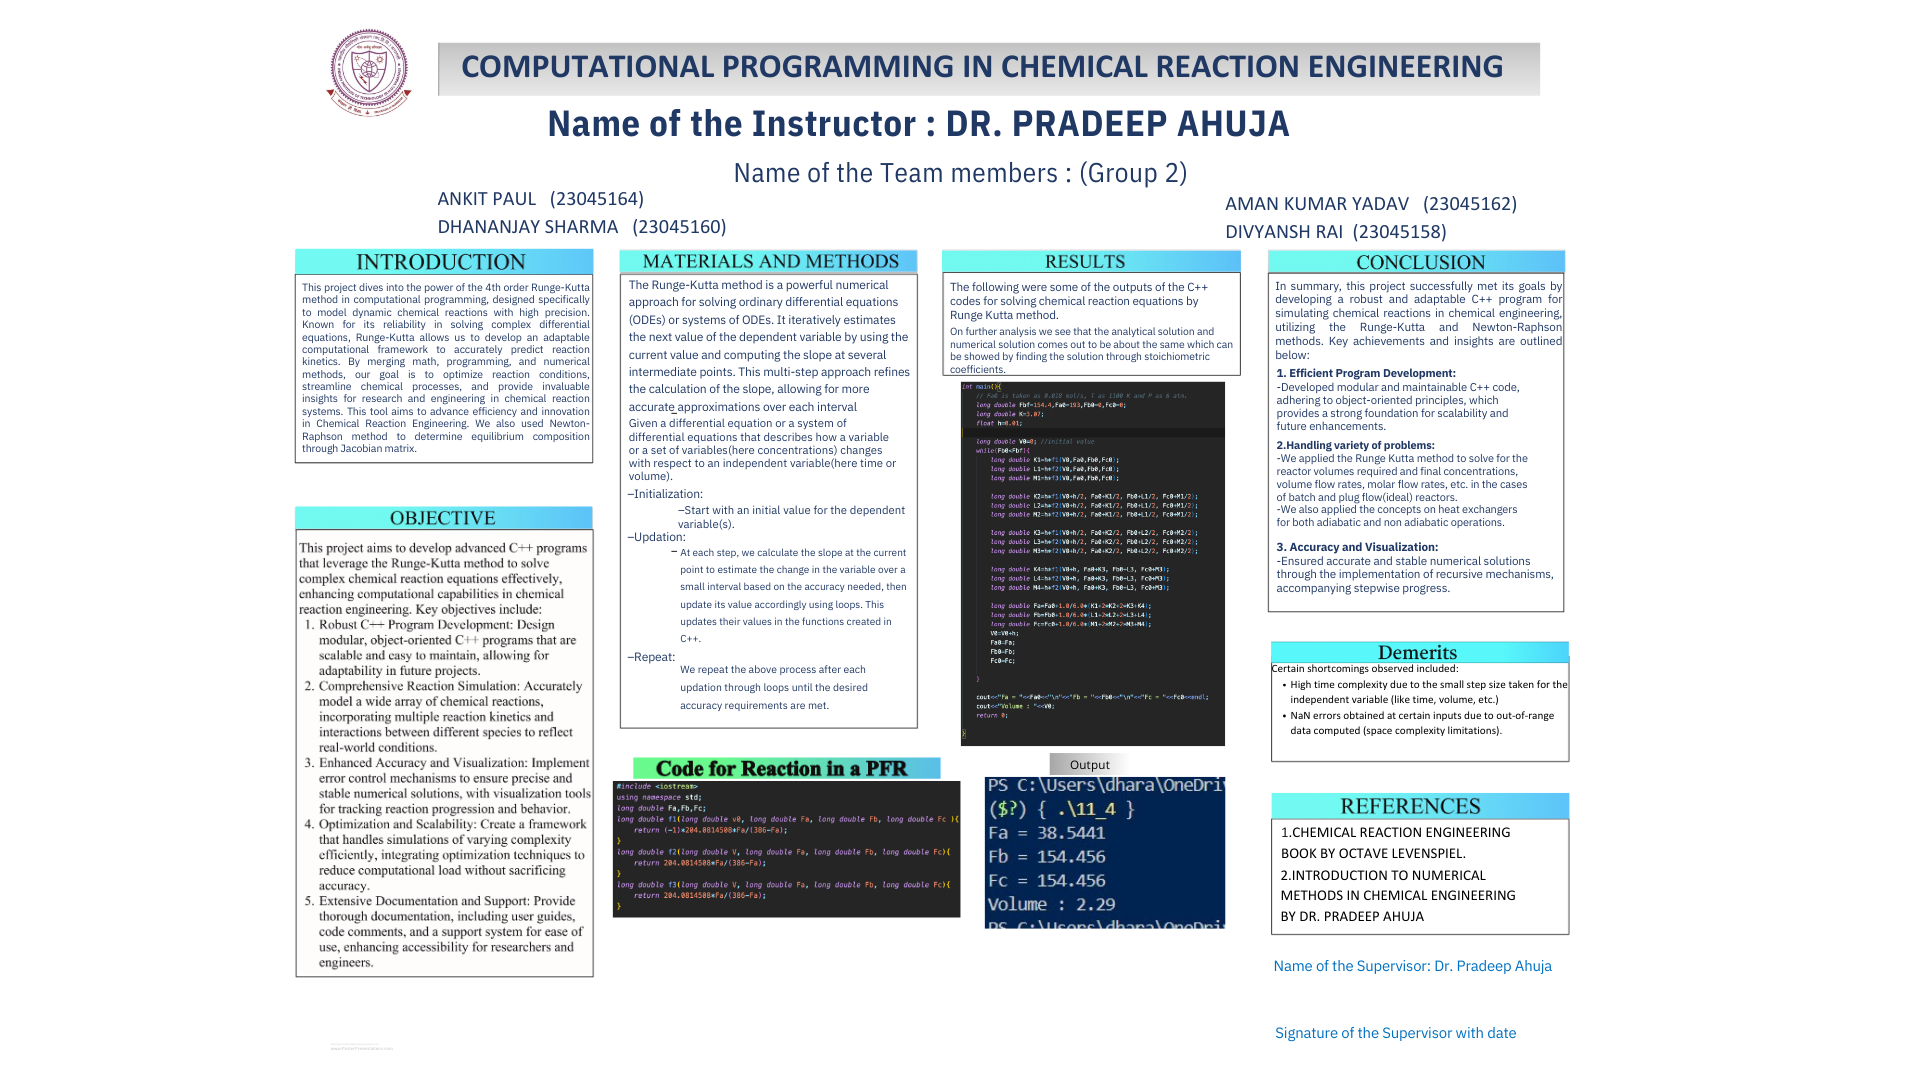 COMPUTATIONAL PROGRAMMING IN CHEMICAL REACTION ENGINEERING
Name of the Instructor : DR. PRADEEP AHUJA
Name of the Team members : (Group 2)
ANKIT PAUL (23045164)
DHANANJAY SHARMA (23045160)
AMAN KUMAR YADAV (23045162)
DIVYANSH RAI (23045158)
INTRODUCTION
This project dives into the power of the 4th order Runge-Kutta
method in computational programming, designed specifically
to model dynamic chemical reactions with high precision.
Known for its reliability in solving complex differential
equations, Runge-Kutta allows us to develop an adaptable
computational framework to accurately predict reaction
kinetics. By merging math, programming, and numerical
methods, our goal is to optimize reaction conditions,
streamline chemical processes, and provide invaluable
insights for research and engineering in chemical reaction
systems. This tool aims to advance efficiency and innovation
in Chemical Reaction Engineering. We also used Newton-
Raphson method to determine equilibrium composition
through Jacobian matrix.
OBJECTIVE
This project aims to develop advanced C++ programs
that leverage the Runge-Kutta method to solve
complex chemical reaction equations effectively,
enhancing computational capabilities in chemical
reaction engineering. Key objectives include:
1. Robust C++ Program Development: Design
modular, object-oriented C++ programs that are
scalable and easy to maintain, allowing for
adaptability in future projects.
2. Comprehensive Reaction Simulation: Accurately
model a wide array of chemical reactions,
incorporating multiple reaction kinetics and
interactions between different species to reflect
real-world conditions.
3. Enhanced Accuracy and Visualization: Implement
error control mechanisms to ensure precise and
stable numerical solutions, with visualization tools
for tracking reaction progression and behavior.
4. Optimization and Scalability: Create a framework
that handles simulations of varying complexity
efficiently, integrating optimization techniques to
reduce computational load without sacrificing
accuracy.
5. Extensive Documentation and Support: Provide
thorough documentation, including user guides,
code comments, and a support system for ease of
use, enhancing accessibility for researchers and
engineers.
MATERIALS AND METHODS
The Runge-Kutta method is a powerful numerical
approach for solving ordinary differential equations
(ODEs) or systems of ODEs. It iteratively estimates
the next value of the dependent variable by using the
current value and computing the slope at several
intermediate points. This multi-step approach refines
the calculation of the slope, allowing for more
accurate approximations over each interval
Given a differential equation or a system of
differential equations that describes how a variable
or a set of variables(here concentrations) changes
with respect to an independent variable(here time or
volume).
–Initialization:
–Start with an initial value for the dependent
variable(s).
–Updation:
– At each step, we calculate the slope at the current
point to estimate the change in the variable over a
small interval based on the accuracy needed, then
update its value accordingly using loops. This
updates their values in the functions created in
C++.
–Repeat:
We repeat the above process after each
updation through loops until the desired
accuracy requirements are met.
Code for Reaction in a PFR
#include <iostream>
using namespace std;
long double Fa,Fb,Fc;
long double f1(long double v0, long double Fa, long double Fb, long double Fc ){
return (-1)*204.0814508*Fa/(386-Fa);
}
long double f2(long double V, long double Fa, long double Fb, long double Fc){
return 204.0814508*Fa/(386-Fa);
}
long double f3(long double V, long double Fa, long double Fb, long double Fc){
return 204.0814508*Fa/(386-Fa);
}
RESULTS
The following were some of the outputs of the C++
codes for solving chemical reaction equations by
Runge Kutta method.
On further analysis we see that the analytical solution and
numerical solution comes out to be about the same which can
be showed by finding the solution through stoichiometric
coefficients.
int main(){
// Fa0 is taken as 0.018 mol/s, T as 1100 K and P as 6 atm.
long double Fbf=154.4,Fa0=193,Fb0=0,Fc0=0;
long double K=3.07;
float h=0.01;
long double V0=0; //initial value
while(Fb0<Fbf){
long double K1=h*f1(V0,Fa0,Fb0,Fc0);
long double L1=h*f2(V0,Fa0,Fb0,Fc0);
long double M1=h*f3(V0,Fa0,Fb0,Fc0);
long double K2=h*f1(V0+h/2, Fa0+K1/2, Fb0+L1/2, Fc0+M1/2);
long double L2=h*f2(V0+h/2, Fa0+K1/2, Fb0+L1/2, Fc0+M1/2);
long double M2=h*f2(V0+h/2, Fa0+K1/2, Fb0+L1/2, Fc0+M1/2);
long double K3=h*f1(V0+h/2, Fa0+K2/2, Fb0+L2/2, Fc0+M2/2);
long double L3=h*f2(V0+h/2, Fa0+K2/2, Fb0+L2/2, Fc0+M2/2);
long double M3=h*f2(V0+h/2, Fa0+K2/2, Fb0+L2/2, Fc0+M2/2);
long double K4=h*f1(V0+h, Fa0+K3, Fb0+L3, Fc0+M3);
long double L4=h*f2(V0+h, Fa0+K3, Fb0+L3, Fc0+M3);
long double M4=h*f2(V0+h, Fa0+K3, Fb0+L3, Fc0+M3);
long double Fa=Fa0+1.0/6.0*(K1+2*K2+2*K3+K4);
long double Fb=Fb0+1.0/6.0*(L1+2*L2+2*L3+L4);
long double Fc=Fc0+1.0/6.0*(M1+2*M2+2*M3+M4);
V0=V0+h;
Fa0=Fa;
Fb0=Fb;
Fc0=Fc;
}
cout<<"Fa = "<<Fa0<<"\n"<<"Fb = "<<Fb0<<"\n"<<"Fc = "<<Fc0<<endl;
cout<<"Volume : "<<V0;
return 0;
}
Output
PS C:\Users\dhara\OneDri
($?) { .\11_4 }
Fa = 38.5441
Fb = 154.456
Fc = 154.456
Volume : 2.29
PS C:\Users\dhara\OneDri
CONCLUSION
In summary, this project successfully met its goals by
developing a robust and adaptable C++ program for
simulating chemical reactions in chemical engineering,
utilizing the Runge-Kutta and Newton-Raphson
methods. Key achievements and insights are outlined
below:
1. Efficient Program Development:
-Developed modular and maintainable C++ code,
adhering to object-oriented principles, which
provides a strong foundation for scalability and
future enhancements.
2.Handling variety of problems:
-We applied the Runge Kutta method to solve for the
reactor volumes required and final concentrations,
volume flow rates, molar flow rates, etc. in the cases
of batch and plug flow(ideal) reactors.
-We also applied the concepts on heat exchangers
for both adiabatic and non adiabatic operations.
3. Accuracy and Visualization:
-Ensured accurate and stable numerical solutions
through the implementation of recursive mechanisms,
accompanying stepwise progress.
Demerits
Certain shortcomings observed included:
• High time complexity due to the small step size taken for the
independent variable (like time, volume, etc.)
• NaN errors obtained at certain inputs due to out-of-range
data computed (space complexity limitations).
REFERENCES
1.CHEMICAL REACTION ENGINEERING
BOOK BY OCTAVE LEVENSPIEL.
2.INTRODUCTION TO NUMERICAL
METHODS IN CHEMICAL ENGINEERING
BY DR. PRADEEP AHUJA
Name of the Supervisor: Dr. Pradeep Ahuja
Signature of the Supervisor with date